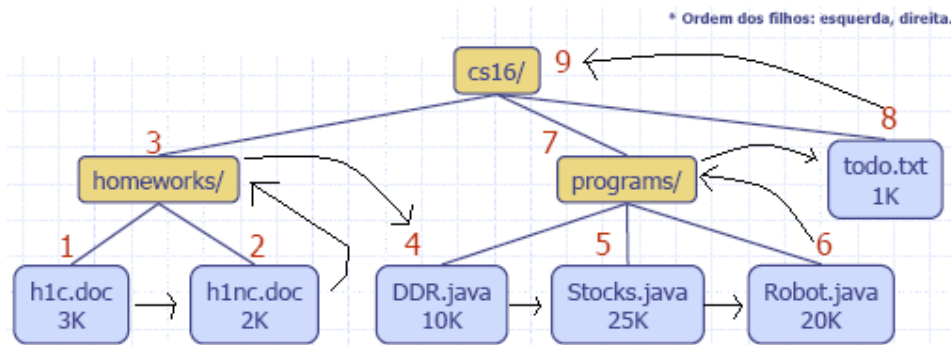 * Ordem dos filhos: esquerda, direita.
cs16/
9
8
3
7
homeworks/
programs/
todo.txt
1K
1
2
4
5
6
h1c.doc
3K
h1nc.doc
2K
DDR.java
10K
Stocks.java
25K
Robot.java
20K